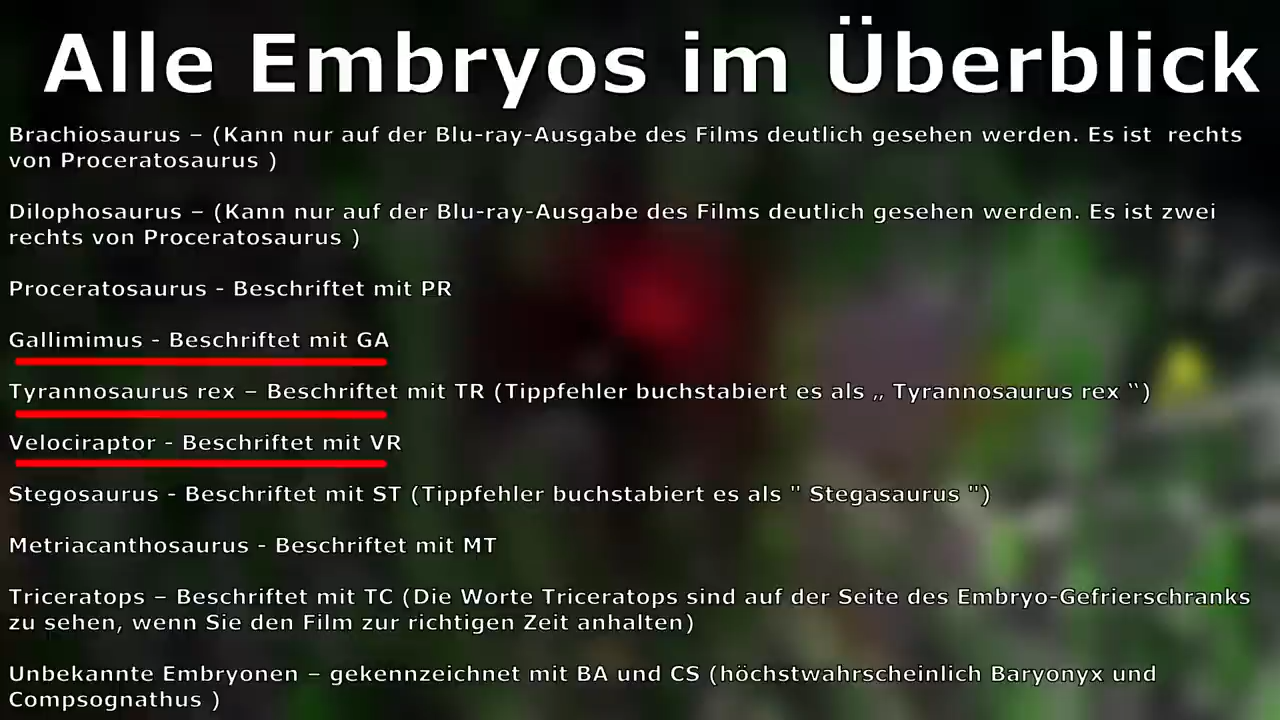 Alle Embryos im Überblick
Brachiosaurus – (Kann nur auf der Blu-ray-Ausgabe des Films deutlich gesehen werden. Es ist  rechts
von Proceratosaurus )
Dilophosaurus – (Kann nur auf der Blu-ray-Ausgabe des Films deutlich gesehen werden. Es ist zwei
rechts von Proceratosaurus )
Proceratosaurus - Beschriftet mit PR
Gallimimus - Beschriftet mit GA
Tyrannosaurus rex – Beschriftet mit TR (Tippfehler buchstabiert es als „ Tyrannosaurus rex “)
Velociraptor - Beschriftet mit VR
Stegosaurus - Beschriftet mit ST (Tippfehler buchstabiert es als " Stegasaurus ")
Metriacanthosaurus - Beschriftet mit MT
Triceratops – Beschriftet mit TC (Die Worte Triceratops sind auf der Seite des Embryo-Gefrierschranks
zu sehen, wenn Sie den Film zur richtigen Zeit anhalten)
Unbekannte Embryonen – gekennzeichnet mit BA und CS (höchstwahrscheinlich Baryonyx und
Compsognathus )